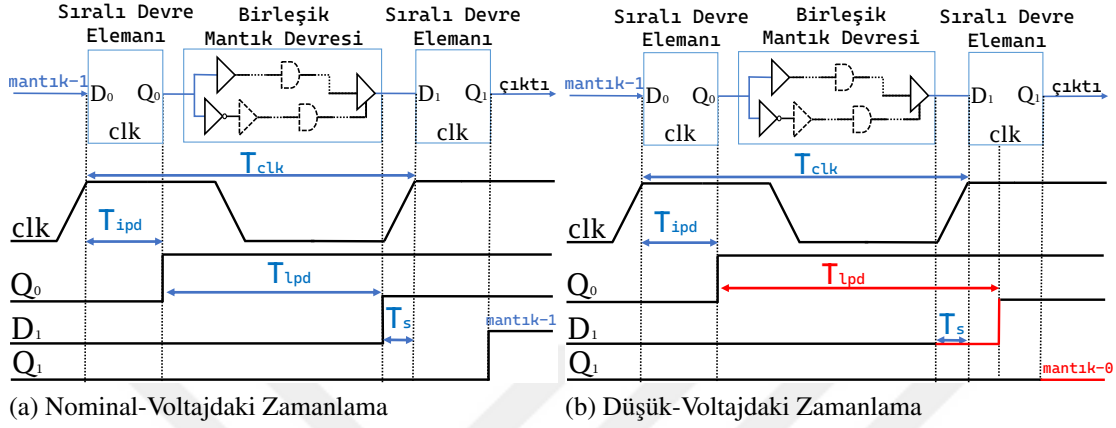 Sıralı Devre
Elemanı
Birleşik
Mantık Devresi
Sıralı Devre
Elemanı
mantık-1
D₀
Q₀
clk
D₁
Q₁
clk
çıktı
Tclk
clk
Tipd
Q₀
Tlpd
D₁
Ts
mantık-1
Q₁
(a) Nominal-Voltajdaki Zamanlama
Sıralı Devre
Elemanı
Birleşik
Mantık Devresi
Sıralı Devre
Elemanı
mantık-1
D₀
Q₀
clk
D₁
Q₁
clk
çıktı
Tclk
clk
Tipd
Q₀
Tlpd
D₁
Ts
Q₁
mantık-0
(b) Düşük-Voltajdaki Zamanlama